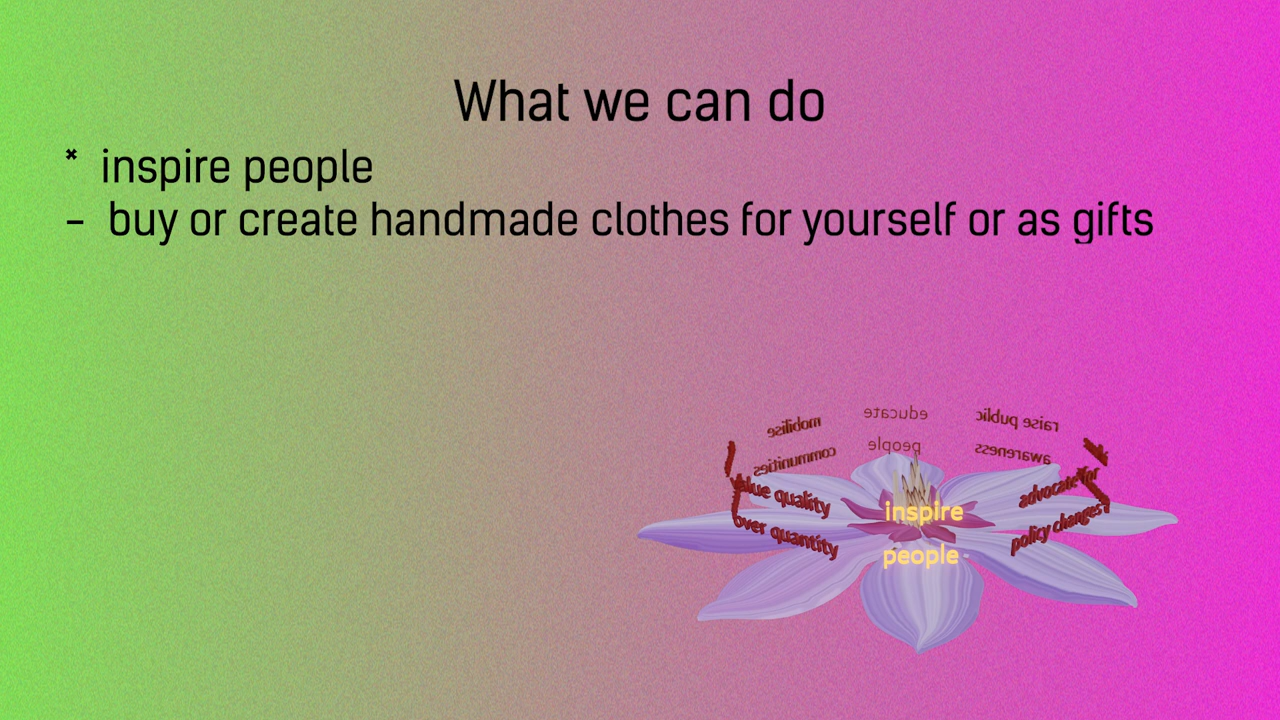 What we can do
* inspire people
- buy or create handmade clothes for yourself or as gifts
mobilise
communities
educate
people
raise public
awareness
value quality
over quantity
inspire
people
advocate for
policy changes